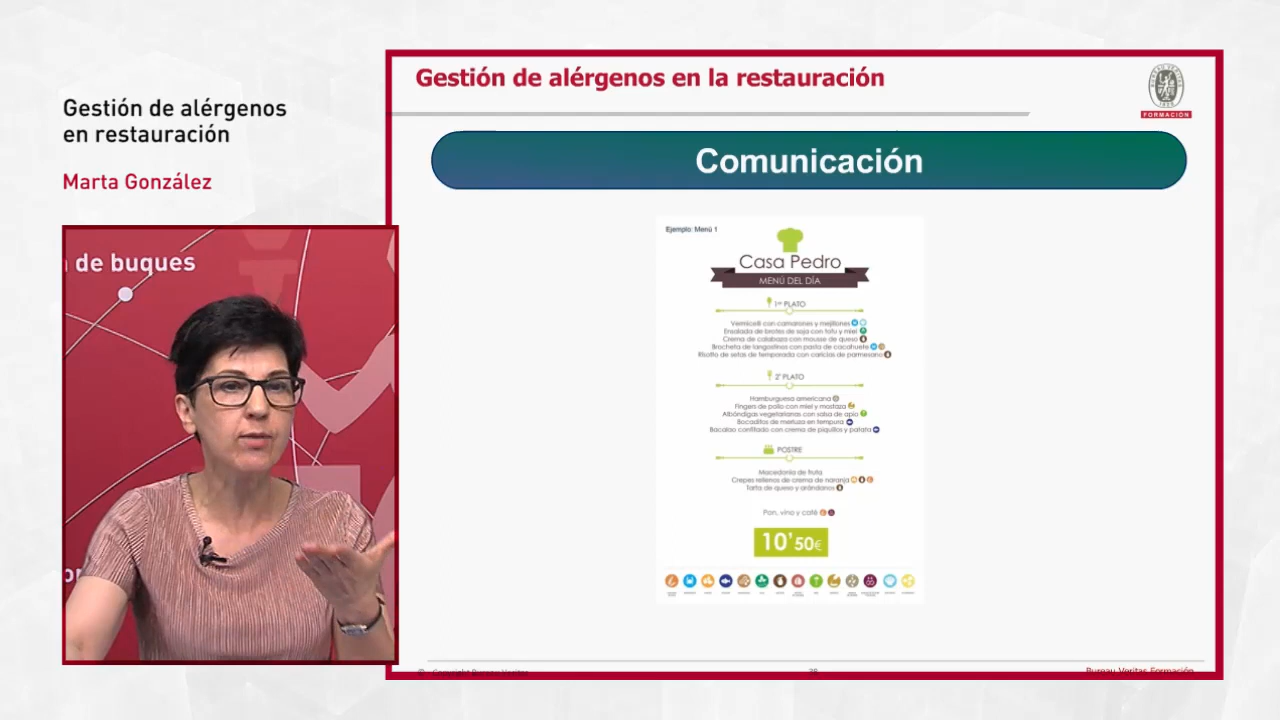 Gestión de alérgenos
en restauración
Marta González
n de buques
Gestión de alérgenos en la restauración
FORMACIÓN
Comunicación
Ejemplo: Menú 1
Casa Pedro
MENÚ DEL DÍA
1er PLATO
Vermicelli con camarones y mejillones
Ensalada de brotes de soja con tofu y miel
Crema de calabaza con mousse de queso
Brocheta de langostinos con pasta de cacahuete
Risotto de setas de temporada con caricias de parmesano
2º PLATO
Hamburguesa americana
Fingers de pollo con miel y mostaza
Albóndigas vegetarianas con salsa de apio
Bocaditos de merluza en tempura
Bacalao confitado con crema de piquillos y patata
POSTRE
Macedonia de fruta
Crepes rellenos de crema de naranja
Tarta de queso y arándanos
Pan, vino y café
10'50€
© Copyright Bureau Veritas
28
Bureau Veritas Formación